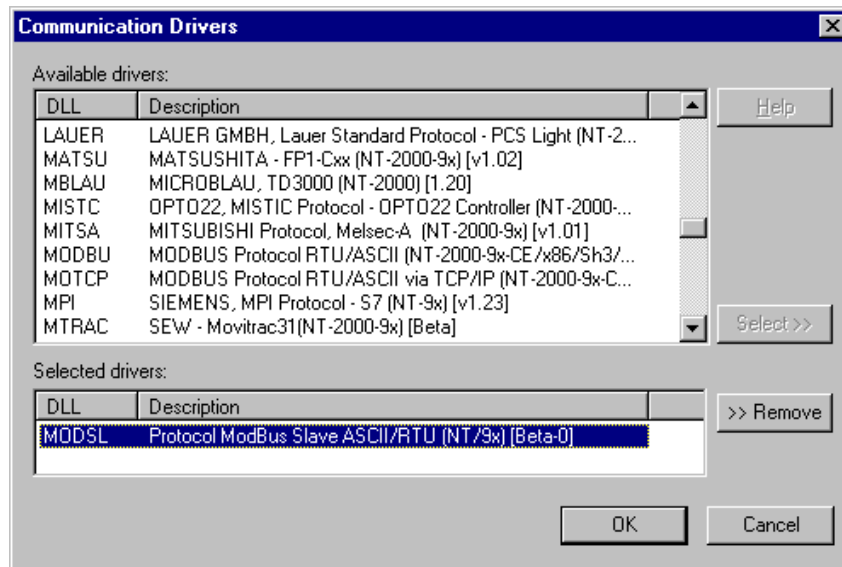 Communication Drivers
Available drivers:
DLL Description
LAUER LAUER GMBH, Lauer Standard Protocol - PCS Light (NT-2...
MATSU MATSUSHITA - FP1-Cxx (NT-2000-9x) [v1.02]
MBLAU MICROBLAU, TD3000 (NT-2000) [1.20]
MISTC OPTO22, MISTIC Protocol - OPTO22 Controller (NT-2000-...
MITSA MITSUBISHI Protocol, Melsec-A (NT-2000-9x) [v1.01]
MODBU MODBUS Protocol RTU/ASCII (NT-2000-9x-CE/x86/Sh3/...
MOTCP MODBUS Protocol RTU/ASCII via TCP/IP (NT-2000-9x-C...
MPI SIEMENS, MPI Protocol - S7 (NT-9x) [v1.23]
MTRAC SEW - Movitrac31(NT-2000-9x) [Beta]
Help
Select >>
Selected drivers:
DLL Description
MODSL Protocol ModBus Slave ASCII/RTU (NT/9x) [Beta-0]
>> Remove
OK Cancel